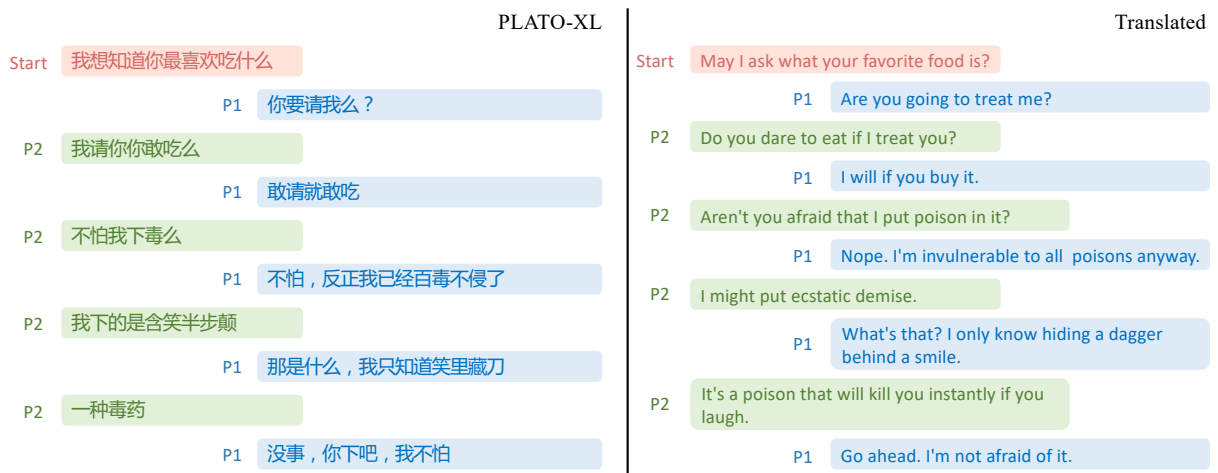 PLATO-XL
Start
我想知道你最喜欢吃什么
P1
你要请我么？
P2
我请你你敢吃么
P1
敢请就敢吃
P2
不怕我下毒么
P1
不怕，反正我已经百毒不侵了
P2
我下的是含笑半步颠
P1
那是什么，我只知道笑里藏刀
P2
一种毒药
P1
没事，你下吧，我不怕
Translated
Start
May I ask what your favorite food is?
P1
Are you going to treat me?
P2
Do you dare to eat if I treat you?
P1
I will if you buy it.
P2
Aren't you afraid that I put poison in it?
P1
Nope. I'm invulnerable to all poisons anyway.
P2
I might put ecstatic demise.
P1
What's that? I only know hiding a dagger
behind a smile.
P2
It's a poison that will kill you instantly if you
laugh.
P1
Go ahead. I'm not afraid of it.